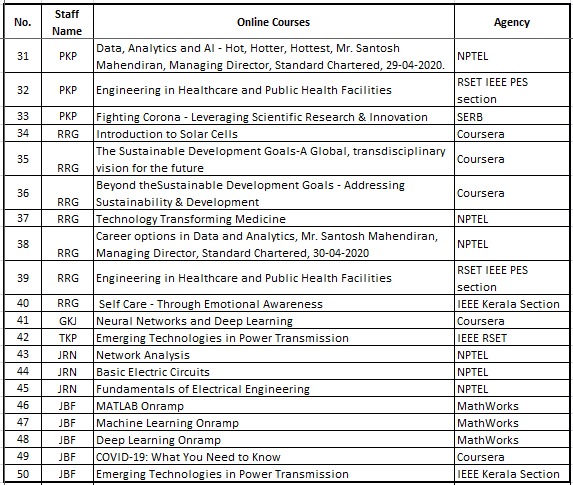 No. Staff Name Online Courses Agency
31 PKP Data, Analytics and AI - Hot, Hotter, Hottest, Mr. Santosh
Mahendiran, Managing Director, Standard Chartered, 29-04-2020. NPTEL
32 PKP Engineering in Healthcare and Public Health Facilities RSET IEEE PES
section
33 PKP Fighting Corona - Leveraging Scientific Research & Innovation SERB
34 RRG Introduction to Solar Cells Coursera
35 RRG The Sustainable Development Goals-A Global, transdisciplinary
vision for the future Coursera
36 RRG Beyond theSustainable Development Goals - Addressing
Sustainability & Development Coursera
37 RRG Technology Transforming Medicine NPTEL
38 RRG Career options in Data and Analytics, Mr. Santosh Mahendiran,
Managing Director, Standard Chartered, 30-04-2020 NPTEL
39 RRG Engineering in Healthcare and Public Health Facilities RSET IEEE PES
section
40 RRG Self Care - Through Emotional Awareness IEEE Kerala Section
41 GKJ Neural Networks and Deep Learning Coursera
42 TKP Emerging Technologies in Power Transmission IEEE RSET
43 JRN Network Analysis NPTEL
44 JRN Basic Electric Circuits NPTEL
45 JRN Fundamentals of Electrical Engineering NPTEL
46 JBF MATLAB Onramp MathWorks
47 JBF Machine Learning Onramp MathWorks
48 JBF Deep Learning Onramp MathWorks
49 JBF COVID-19: What You Need to Know Coursera
50 JBF Emerging Technologies in Power Transmission IEEE Kerala Section